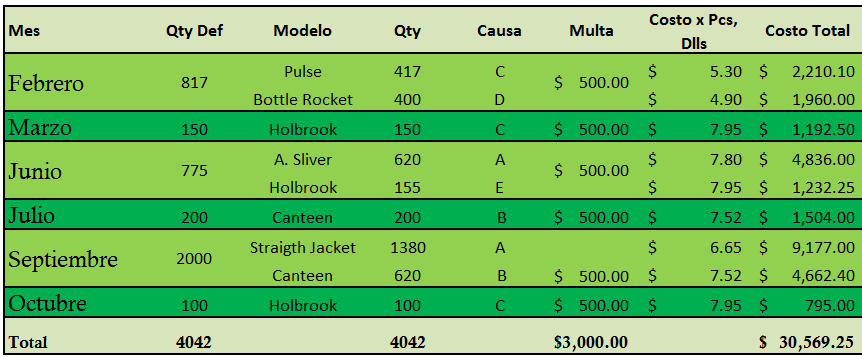 Mes Qty Def Modelo Qty Causa Multa Costo x Pcs, Dlls Costo Total
Febrero 817 Pulse 417 C $ 500.00 $ 5.30 $ 2,210.10
Bottle Rocket 400 D $ 4.90 $ 1,960.00
Marzo 150 Holbrook 150 C $ 500.00 $ 7.95 $ 1,192.50
Junio 775 A. Sliver 620 A $ 500.00 $ 7.80 $ 4,836.00
Holbrook 155 E $ 7.95 $ 1,232.25
Julio 200 Canteen 200 B $ 500.00 $ 7.52 $ 1,504.00
Septiembre 2000 Straigth Jacket 1380 A $ 6.65 $ 9,177.00
Canteen 620 B $ 500.00 $ 7.52 $ 4,662.40
Octubre 100 Holbrook 100 C $ 500.00 $ 7.95 $ 795.00
Total 4042 4042 $3,000.00 $ 30,569.25